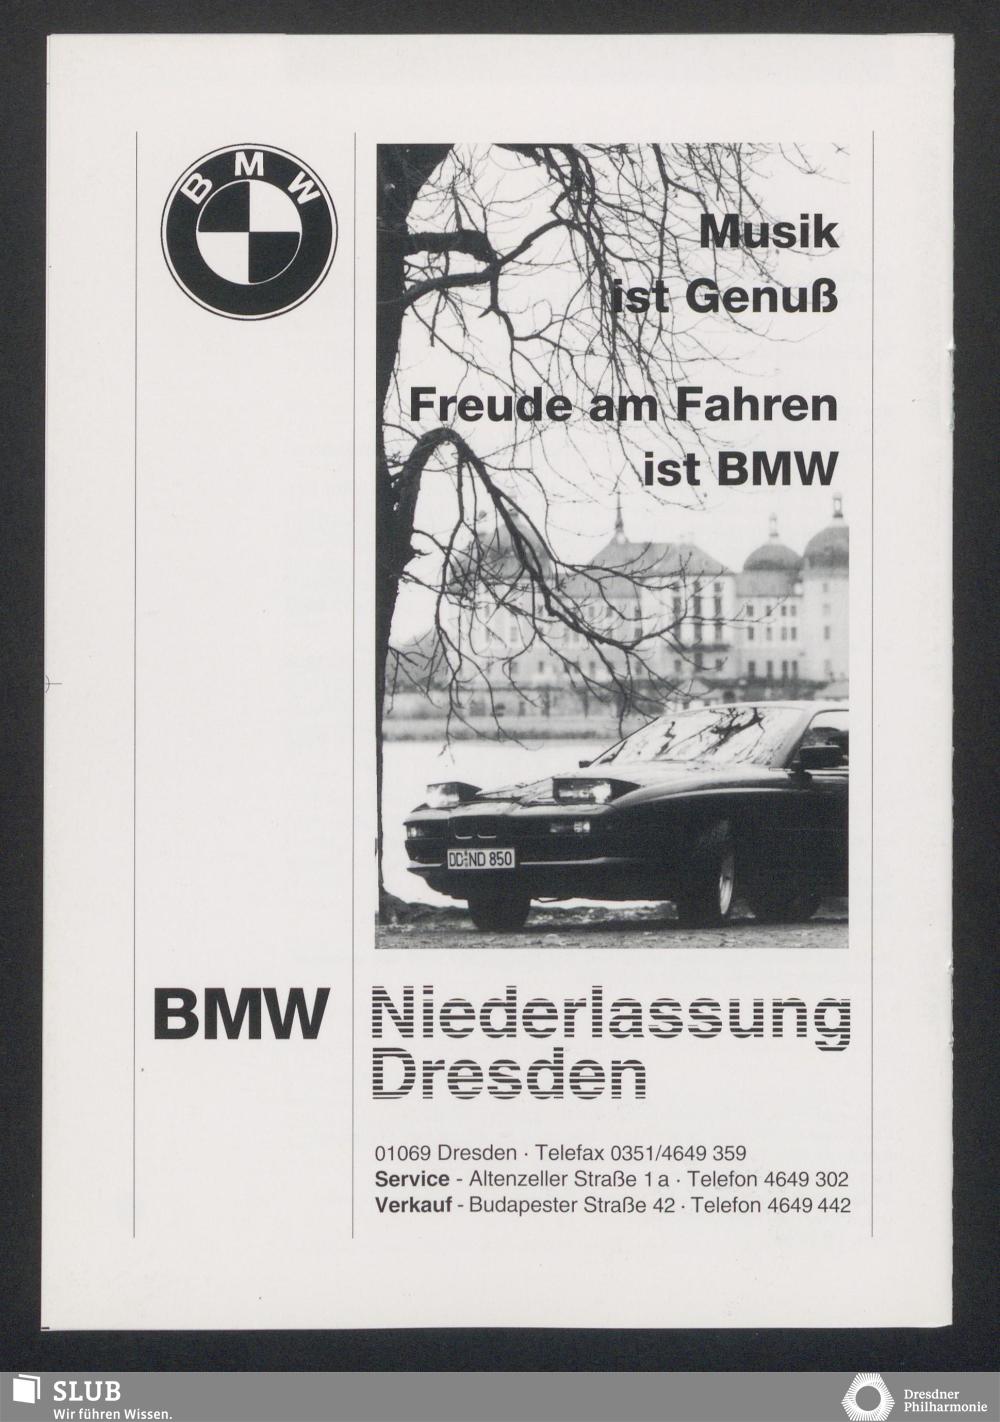 BMW
Musik
ist Genuß
Freude am Fahren
ist BMW
DD ND 850
BMW Niederlassung
Dresden
01069 Dresden · Telefax 0351/4649 359
Service - Altenzeller Straße 1 a · Telefon 4649 302
Verkauf - Budapester Straße 42 · Telefon 4649 442
SLUB
Wir führen Wissen.
Dresdner
Philharmonie